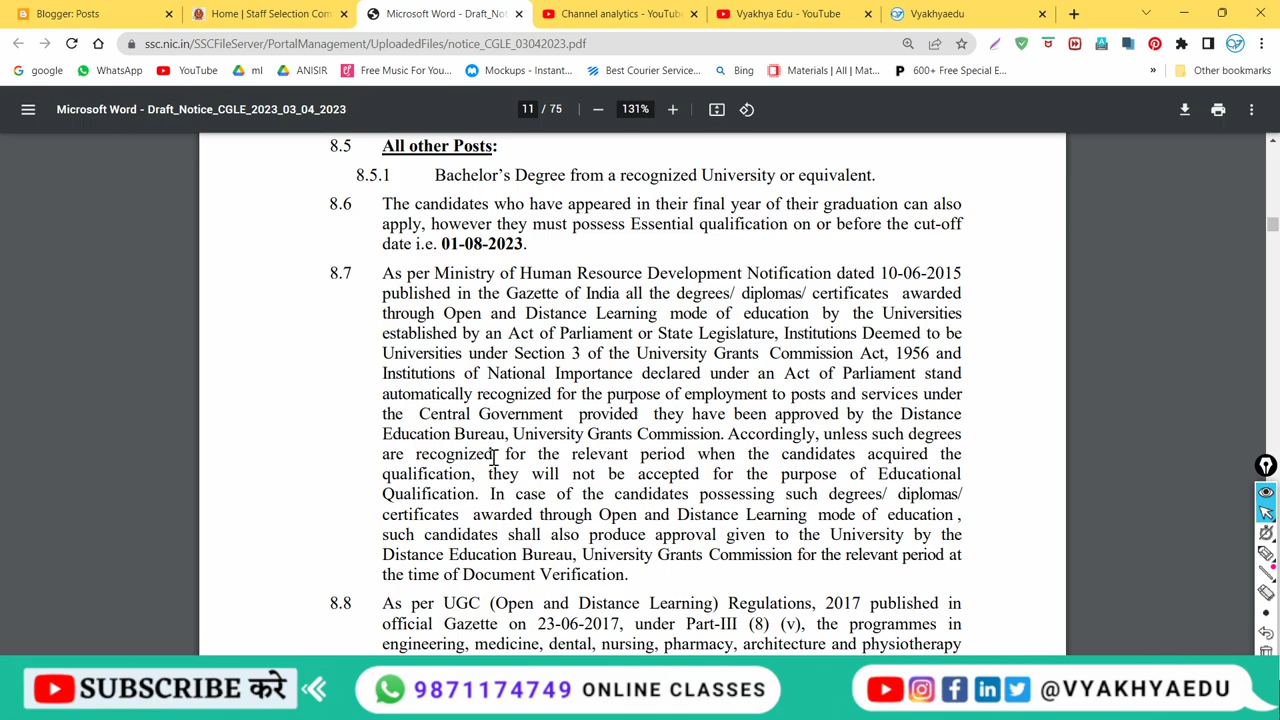 Blogger: Posts
Home | Staff Selection Com
Microsoft Word - Draft_Not
Channel analytics - YouTube
Vyakhya Edu - YouTube
Vyakhyaedu
ssc.nic.in/SSCFileServer/PortalManagement/UploadedFiles/notice_CGLE_03042023.pdf
google
WhatsApp
YouTube
ml
ANISIR
Free Music For You...
Mockups - Instant...
Best Courier Service...
Bing
Materials | All | Mat...
600+ Free Special E...
»
Other bookmarks
Microsoft Word - Draft_Notice_CGLE_2023_03_04_2023
11 / 75
131%
8.5 All other Posts:
8.5.1 Bachelor’s Degree from a recognized University or equivalent.
8.6 The candidates who have appeared in their final year of their graduation can also
apply, however they must possess Essential qualification on or before the cut-off
date i.e. 01-08-2023.
8.7 As per Ministry of Human Resource Development Notification dated 10-06-2015
published in the Gazette of India all the degrees/ diplomas/ certificates awarded
through Open and Distance Learning mode of education by the Universities
established by an Act of Parliament or State Legislature, Institutions Deemed to be
Universities under Section 3 of the University Grants Commission Act, 1956 and
Institutions of National Importance declared under an Act of Parliament stand
automatically recognized for the purpose of employment to posts and services under
the Central Government provided they have been approved by the Distance
Education Bureau, University Grants Commission. Accordingly, unless such degrees
are recognized for the relevant period when the candidates acquired the
qualification, they will not be accepted for the purpose of Educational
Qualification. In case of the candidates possessing such degrees/ diplomas/
certificates awarded through Open and Distance Learning mode of education ,
such candidates shall also produce approval given to the University by the
Distance Education Bureau, University Grants Commission for the relevant period at
the time of Document Verification.
8.8 As per UGC (Open and Distance Learning) Regulations, 2017 published in
official Gazette on 23-06-2017, under Part-III (8) (v), the programmes in
engineering, medicine, dental, nursing, pharmacy, architecture and physiotherapy
SUBSCRIBE करे
9871174749 ONLINE CLASSES
@VYAKHYAEDU